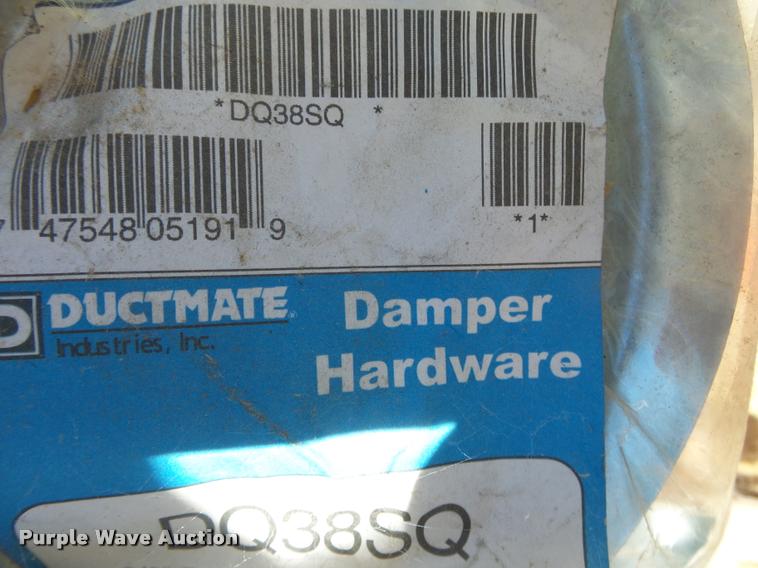 *DQ38SQ *
7 47548 05191 9
*1*
D DUCTMATE®
Industries, Inc.
Damper
Hardware
DQ38SQ
Purple Wave Auction